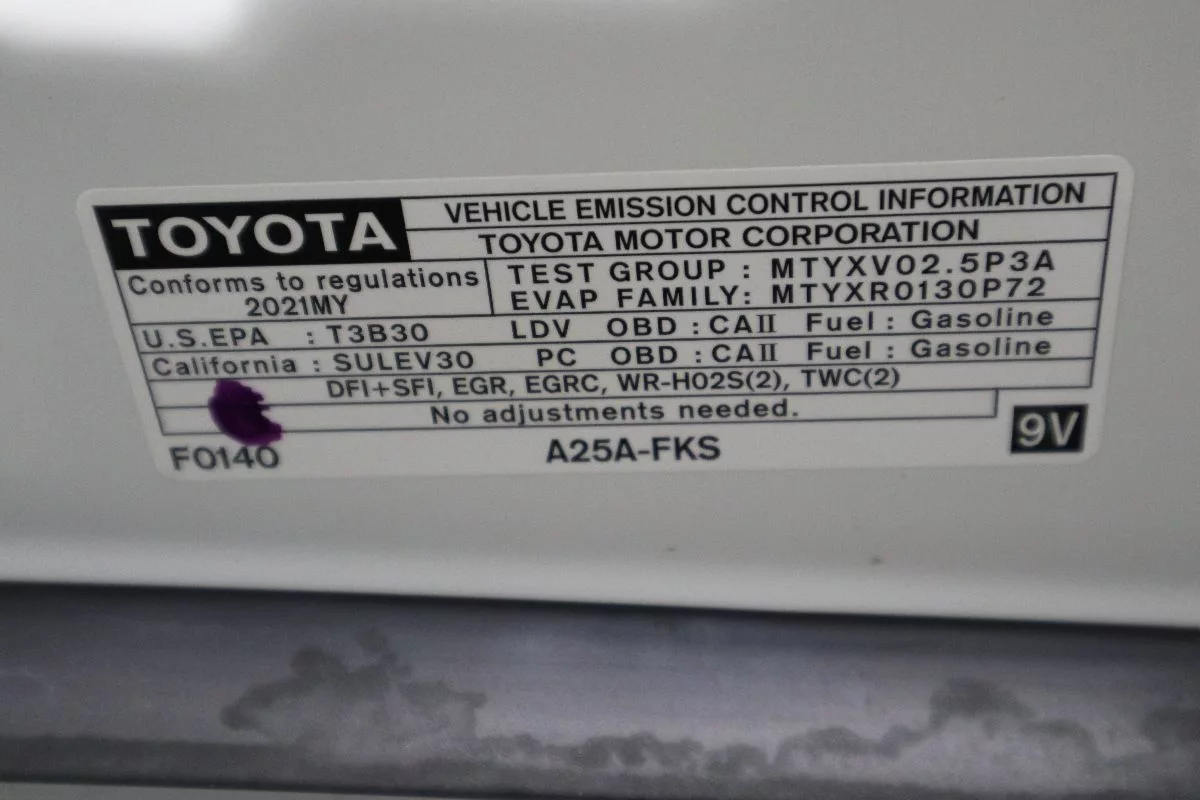 TOYOTA
VEHICLE EMISSION CONTROL INFORMATION
TOYOTA MOTOR CORPORATION
Conforms to regulations
2021MY
TEST GROUP : MTYXV02.5P3A
EVAP FAMILY: MTYXR0130P72
U.S.EPA : T3B30 LDV OBD : CAII Fuel : Gasoline
California : SULEV30 PC OBD : CAII Fuel : Gasoline
DFI+SFI, EGR, EGRC, WR-HO2S(2), TWC(2)
No adjustments needed.
F0140 A25A-FKS 9V